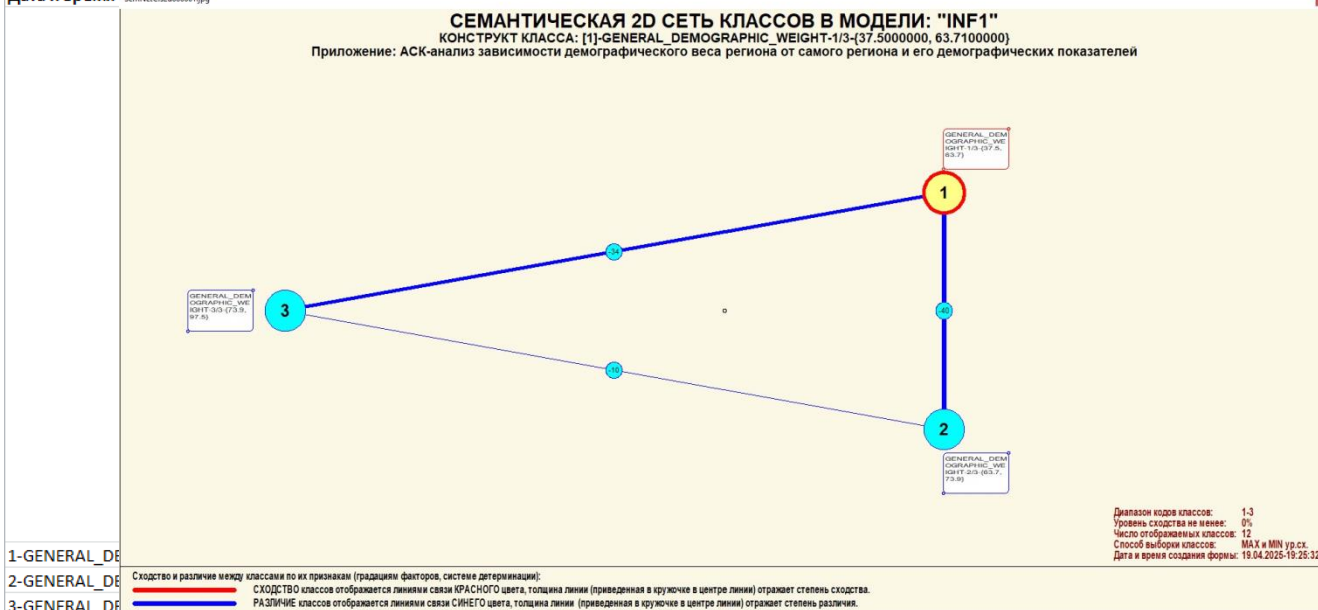 СЕМАНТИЧЕСКАЯ 2D СЕТЬ КЛАССОВ В МОДЕЛИ: "INF1"
КОНСТРУКТ КЛАССА: [1]-GENERAL_DEMOGRAPHIC_WEIGHT-1/3-{37.5000000, 63.7100000}
Приложение: АСК-анализ зависимости демографического веса региона от самого региона и его демографических показателей
GENERAL_DEM
OGRAPHIC_WE
IGHT-1/3-{37.5,
63.7}
1
-34
GENERAL_DEM
OGRAPHIC_WE
IGHT-3/3-{73.9,
97.5}
3
-40
-10
2
GENERAL_DEM
OGRAPHIC_WE
IGHT-2/3-{63.7,
73.9}
Диапазон кодов классов: 1-3
Уровень сходства не менее: 0%
Число отображаемых классов: 12
Способ выборки классов: MAX и MIN ур.сх.
Дата и время создания формы: 19.04.2025-19:25:32
1-GENERAL_DE
2-GENERAL_DE
3-GENERAL_DE
Сходство и различие между классами по их признакам (градациям факторов, системе детерминации):
СХОДСТВО классов отображается линиями связи КРАСНОГО цвета, толщина линии (приведенная в кружочке в центре линии) отражает степень сходства.
РАЗЛИЧИЕ классов отображается линиями связи СИНЕГО цвета, толщина линии (приведенная в кружочке в центре линии) отражает степень различия.